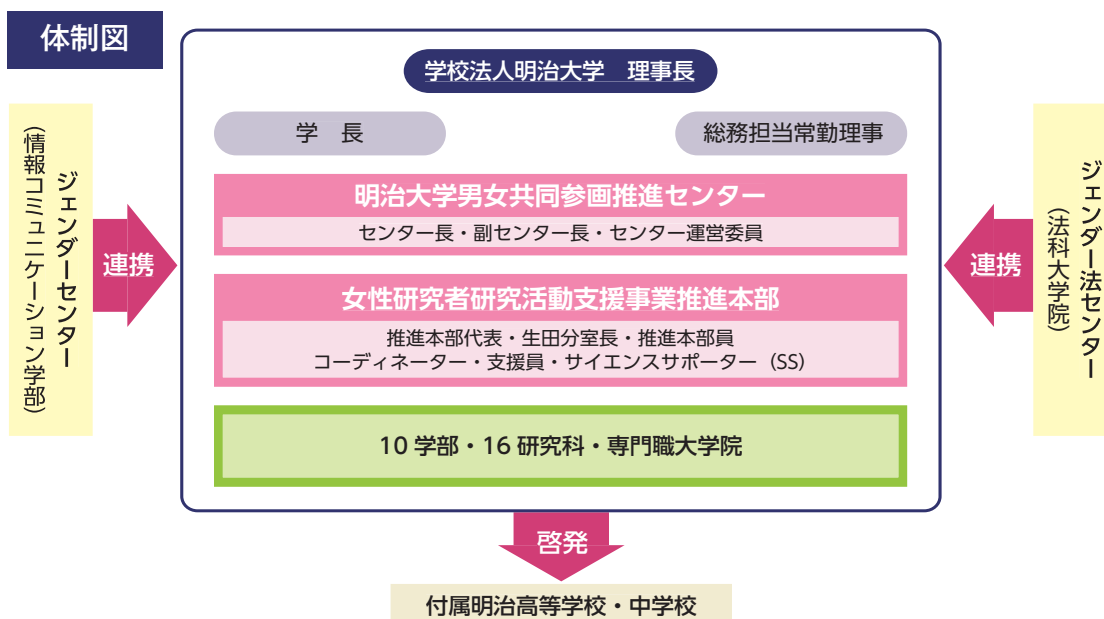 体制図
学校法人明治大学　理事長
学　長
総務担当常勤理事
明治大学男女共同参画推進センター
センター長・副センター長・センター運営委員
女性研究者研究活動支援事業推進本部
推進本部代表・生田分室長・推進本部員
コーディネーター・支援員・サイエンスサポーター（SS）
10 学部・16 研究科・専門職大学院
ジェンダーセンター
（情報コミュニケーション学部）
連携
連携
ジェンダー法センター
（法科大学院）
啓発
付属明治高等学校・中学校